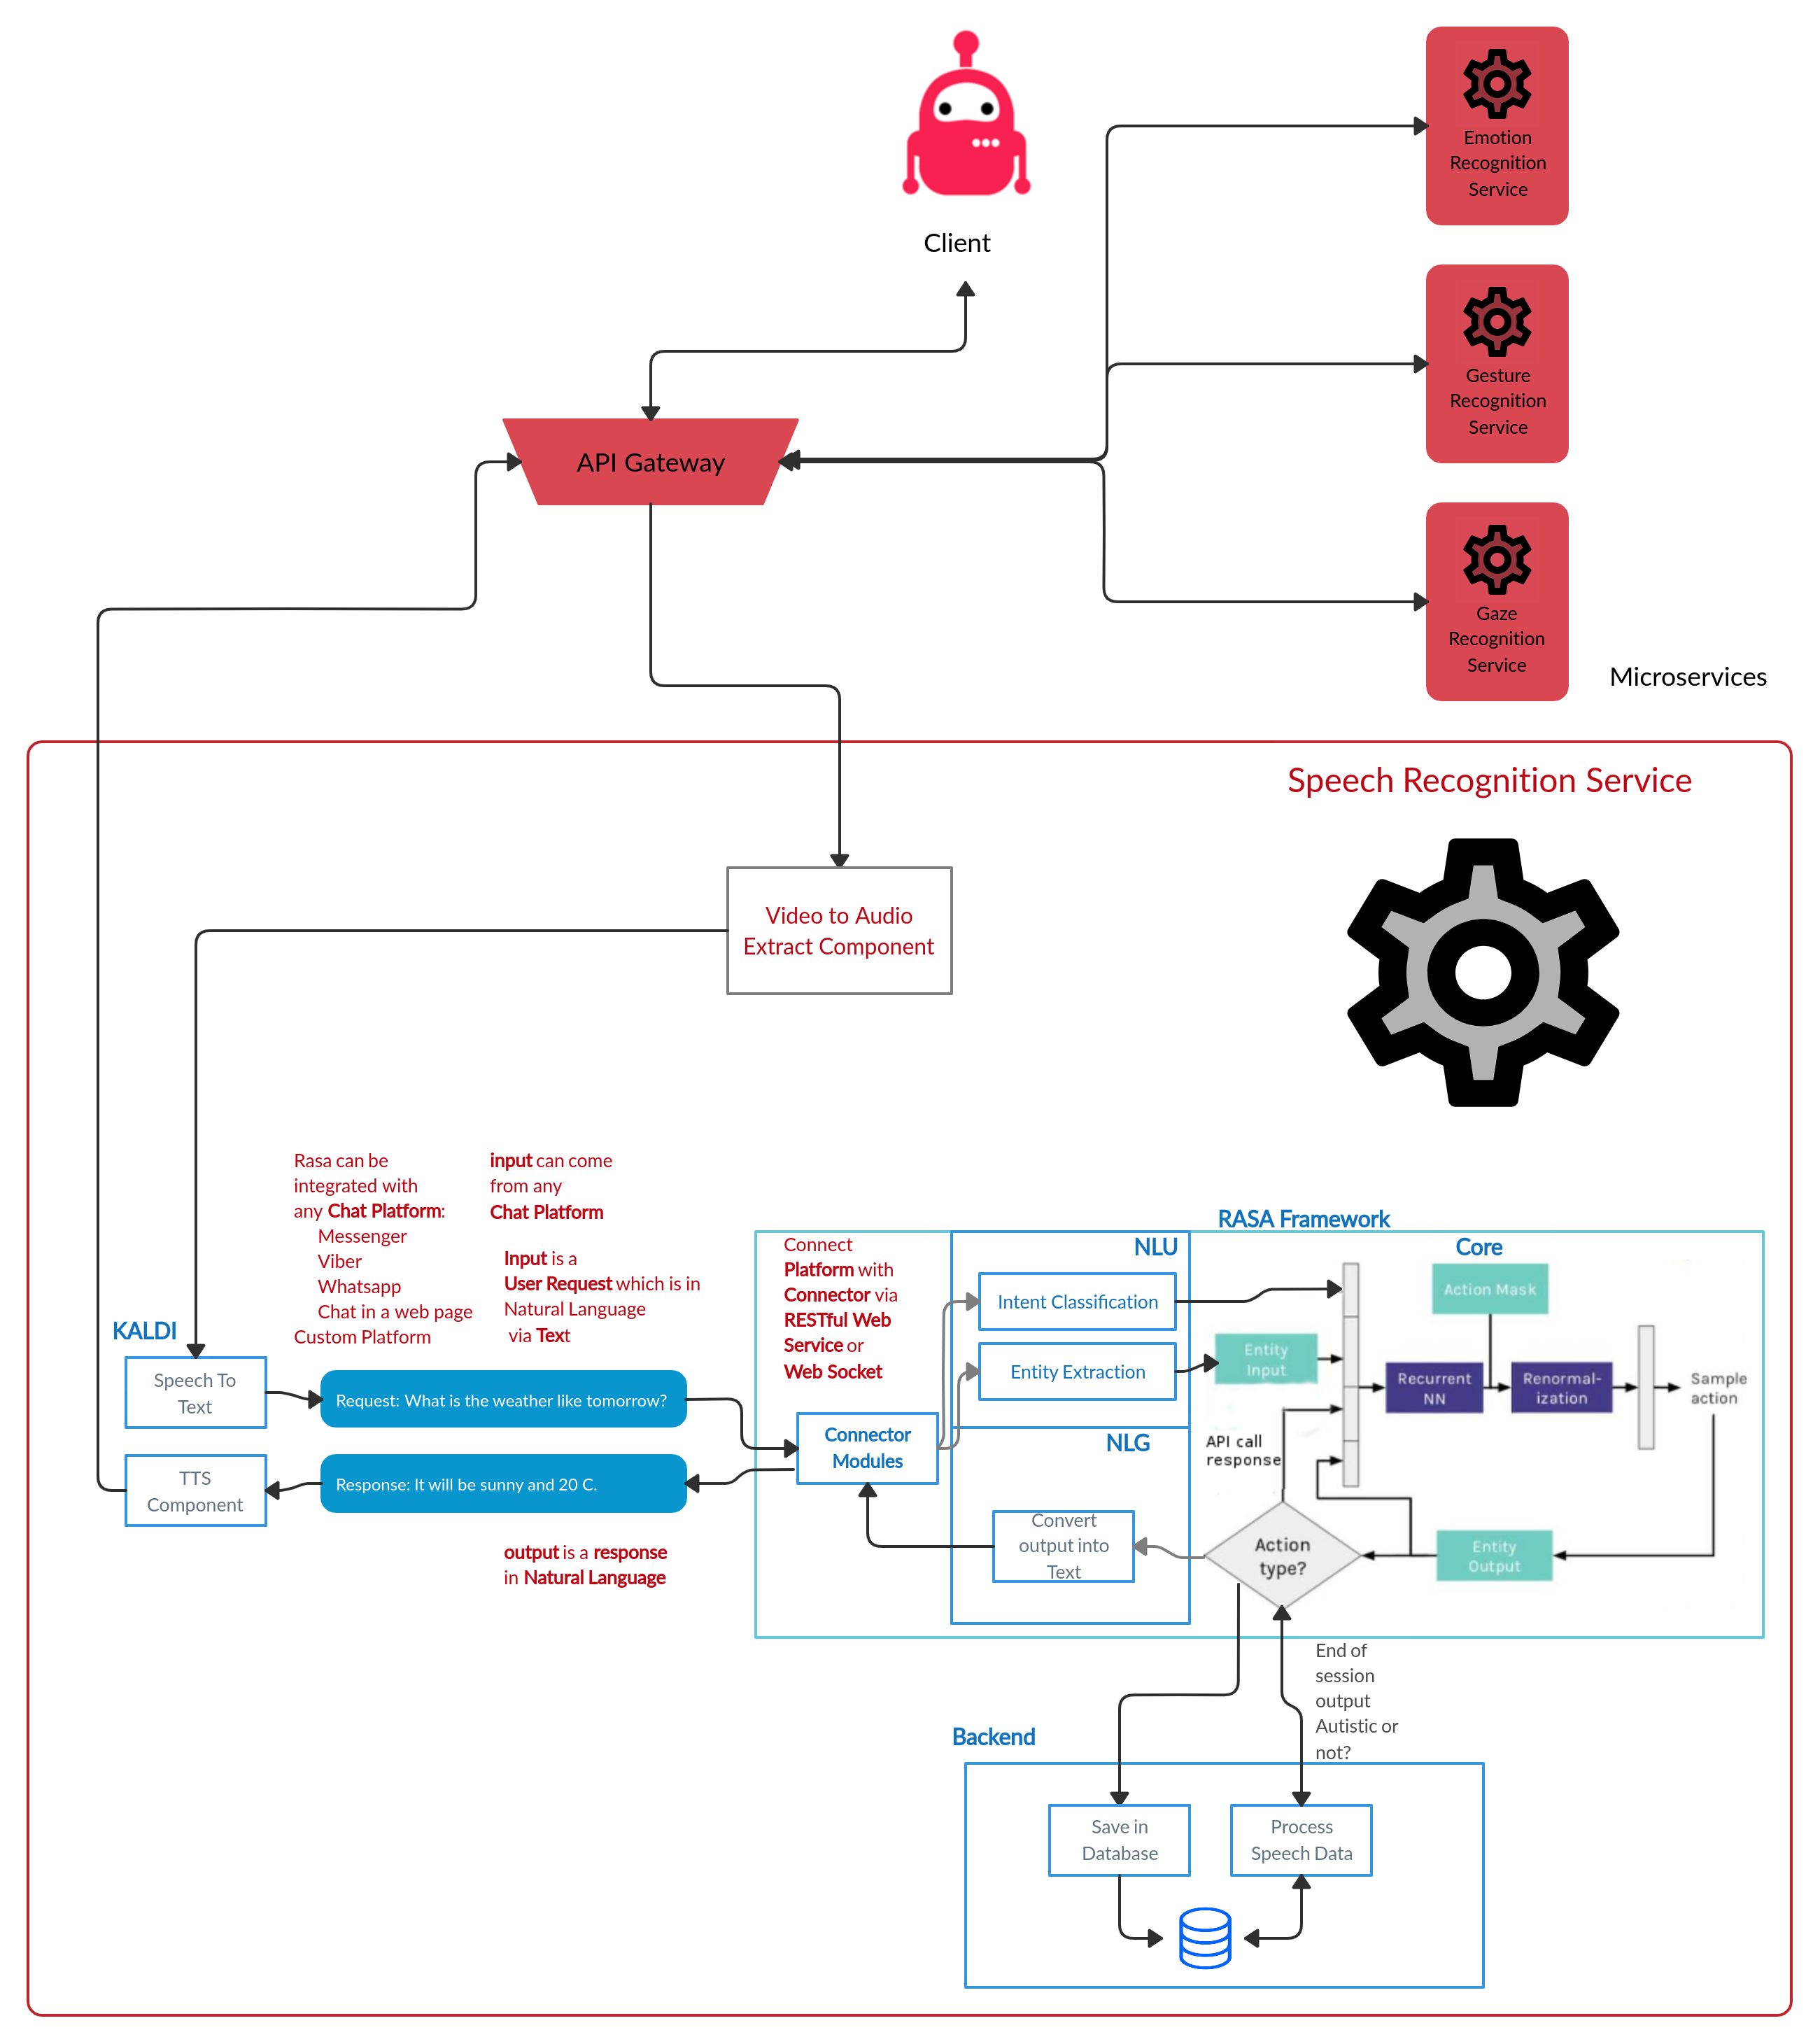 Client
Emotion
Recognition
Service
Gesture
Recognition
Service
API Gateway
Gaze
Recognition
Service
Microservices
Speech Recognition Service
Video to Audio
Extract Component
Rasa can be
integrated with
any Chat Platform:
Messenger
Viber
Whatsapp
Chat in a web page
Custom Platform
input can come
from any
Chat Platform
Input is a
User Request which is in
Natural Language
via Text
KALDI
Speech To
Text
Request: What is the weather like tomorrow?
TTS
Component
Response: It will be sunny and 20 C.
output is a response
in Natural Language
RASA Framework
Connect
Platform with
Connector via
RESTful Web
Service or
Web Socket
Connector
Modules
NLU
Intent Classification
Entity Extraction
NLG
Convert
output into
Text
Core
Action Mask
Entity
Input
Recurrent
NN
Renormal-
ization
Sample
action
API call
response
Action
type?
Entity
Output
End of
session
output
Autistic or
not?
Backend
Save in
Database
Process
Speech Data